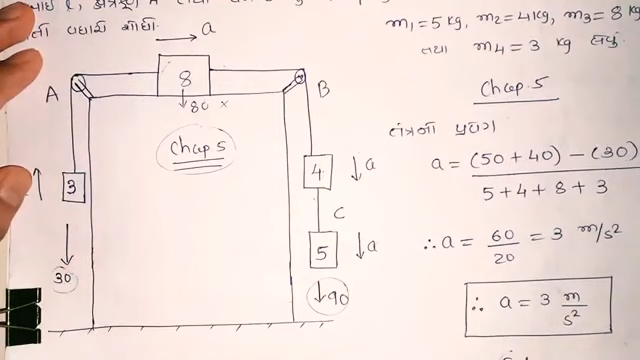 m₁ = 5 kg, m₂ = 4 kg, m₃ = 8 kg
તથા m₄ = 3 kg
→ a
A
8
↓80 ×
B
Chap 5
Chap. 5
તંત્રનો પ્રવેગ
a = (50 + 40) − (30) / 5 + 4 + 8 + 3
3
4 ↓a
C
5 ↓a
30
↓90
∴ a = 60 / 20 = 3 m/s²
∴ a = 3 m / s²